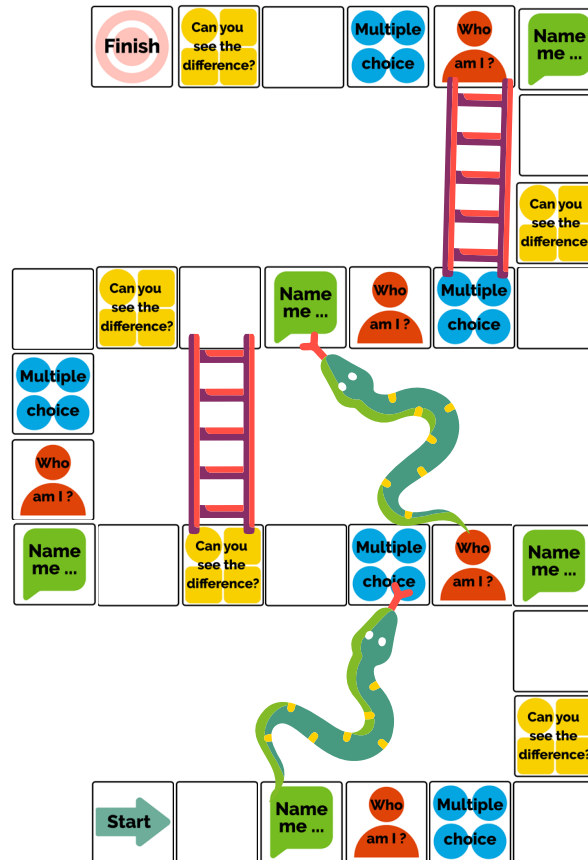 Finish
Can you
see the
difference?
Multiple
choice
Who
am I ?
Name
me ...
Can you
see the
difference?
Can you
see the
difference?
Name
me ...
Who
am I ?
Multiple
choice
Multiple
choice
Who
am I ?
Name
me ...
Can you
see the
difference?
Multiple
choice
Who
am I ?
Name
me ...
Can you
see the
difference?
Start
Name
me ...
Who
am I ?
Multiple
choice